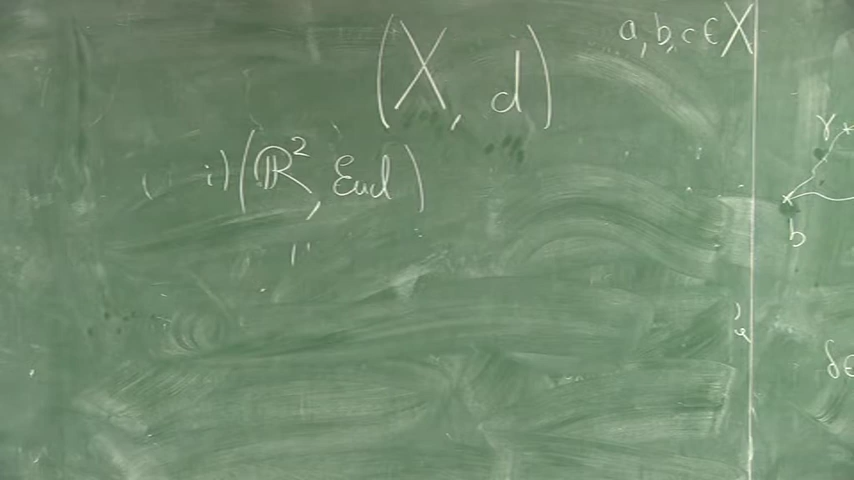 (X, d)
a, b, c ∈ X
i) (ℝ², Eucl)
γ
b
δ∈